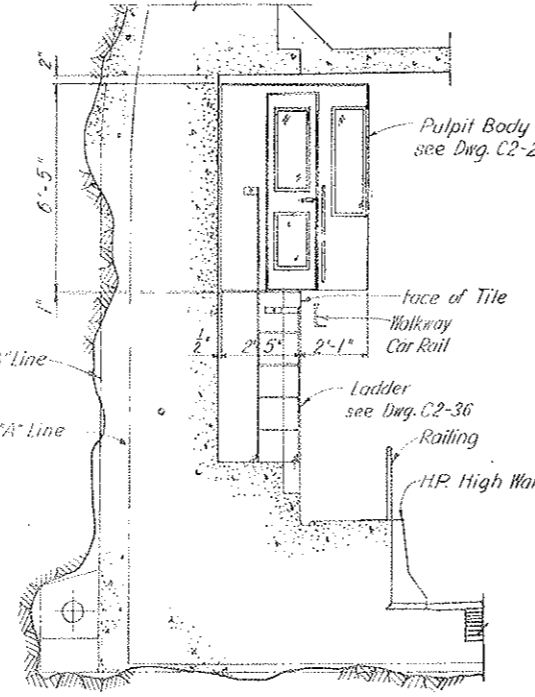 2"
6'-5"
1"
Pulpit Body
see Dwg. C2-2
Face of Tile
Walkway
Car Rail
1/2"
2'-5"
2'-1"
Ladder
see Dwg. C2-36
Railing
H.P. High Wa
" Line
"A" Line